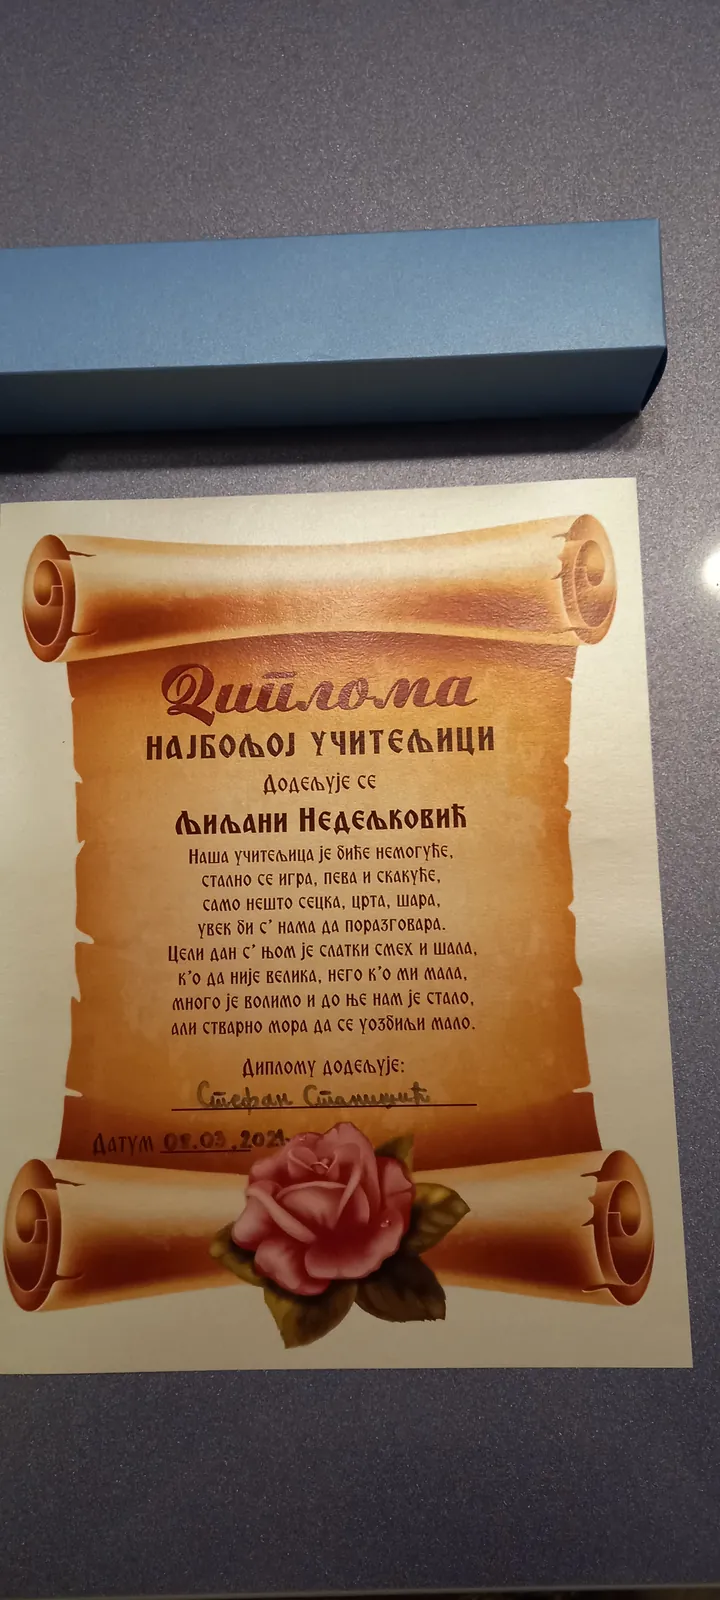 Диплома
НАЈБОЉОЈ УЧИТЕЉИЦИ
Додељује се
Љиљани Недељковић
Наша учитељица је биће немогуће,
стално се игра, пева и скакуће,
само нешто сецка, црта, шара,
увек би с’ нама да поразговара.
Цели дан с’ њом је слатки смех и шала,
к’о да није велика, него к’о ми мала,
много је волимо и до ње нам је стало,
али стварно мора да се уозбиљи мало.
Диплому додељује:
Стефан Станишић
Датум 08.03.2021.